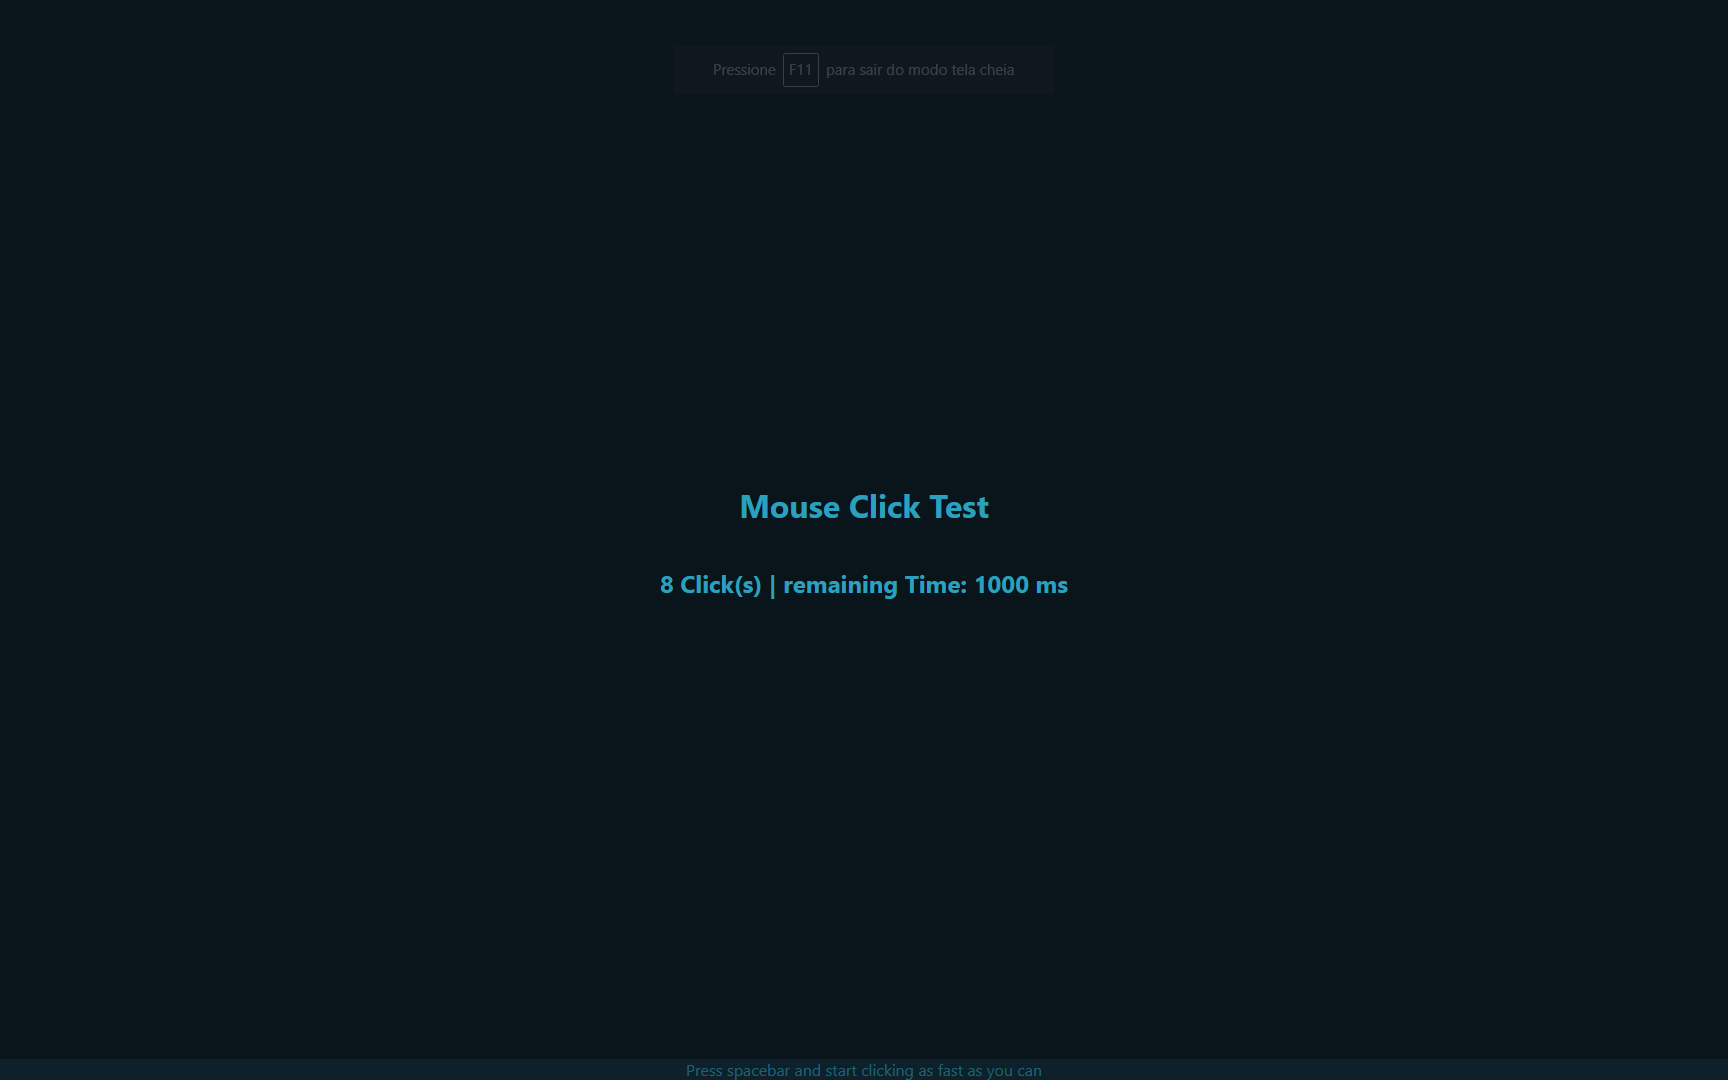 Pressione F11 para sair do modo tela cheia
Mouse Click Test
8 Click(s) | remaining Time: 1000 ms
Press spacebar and start clicking as fast as you can